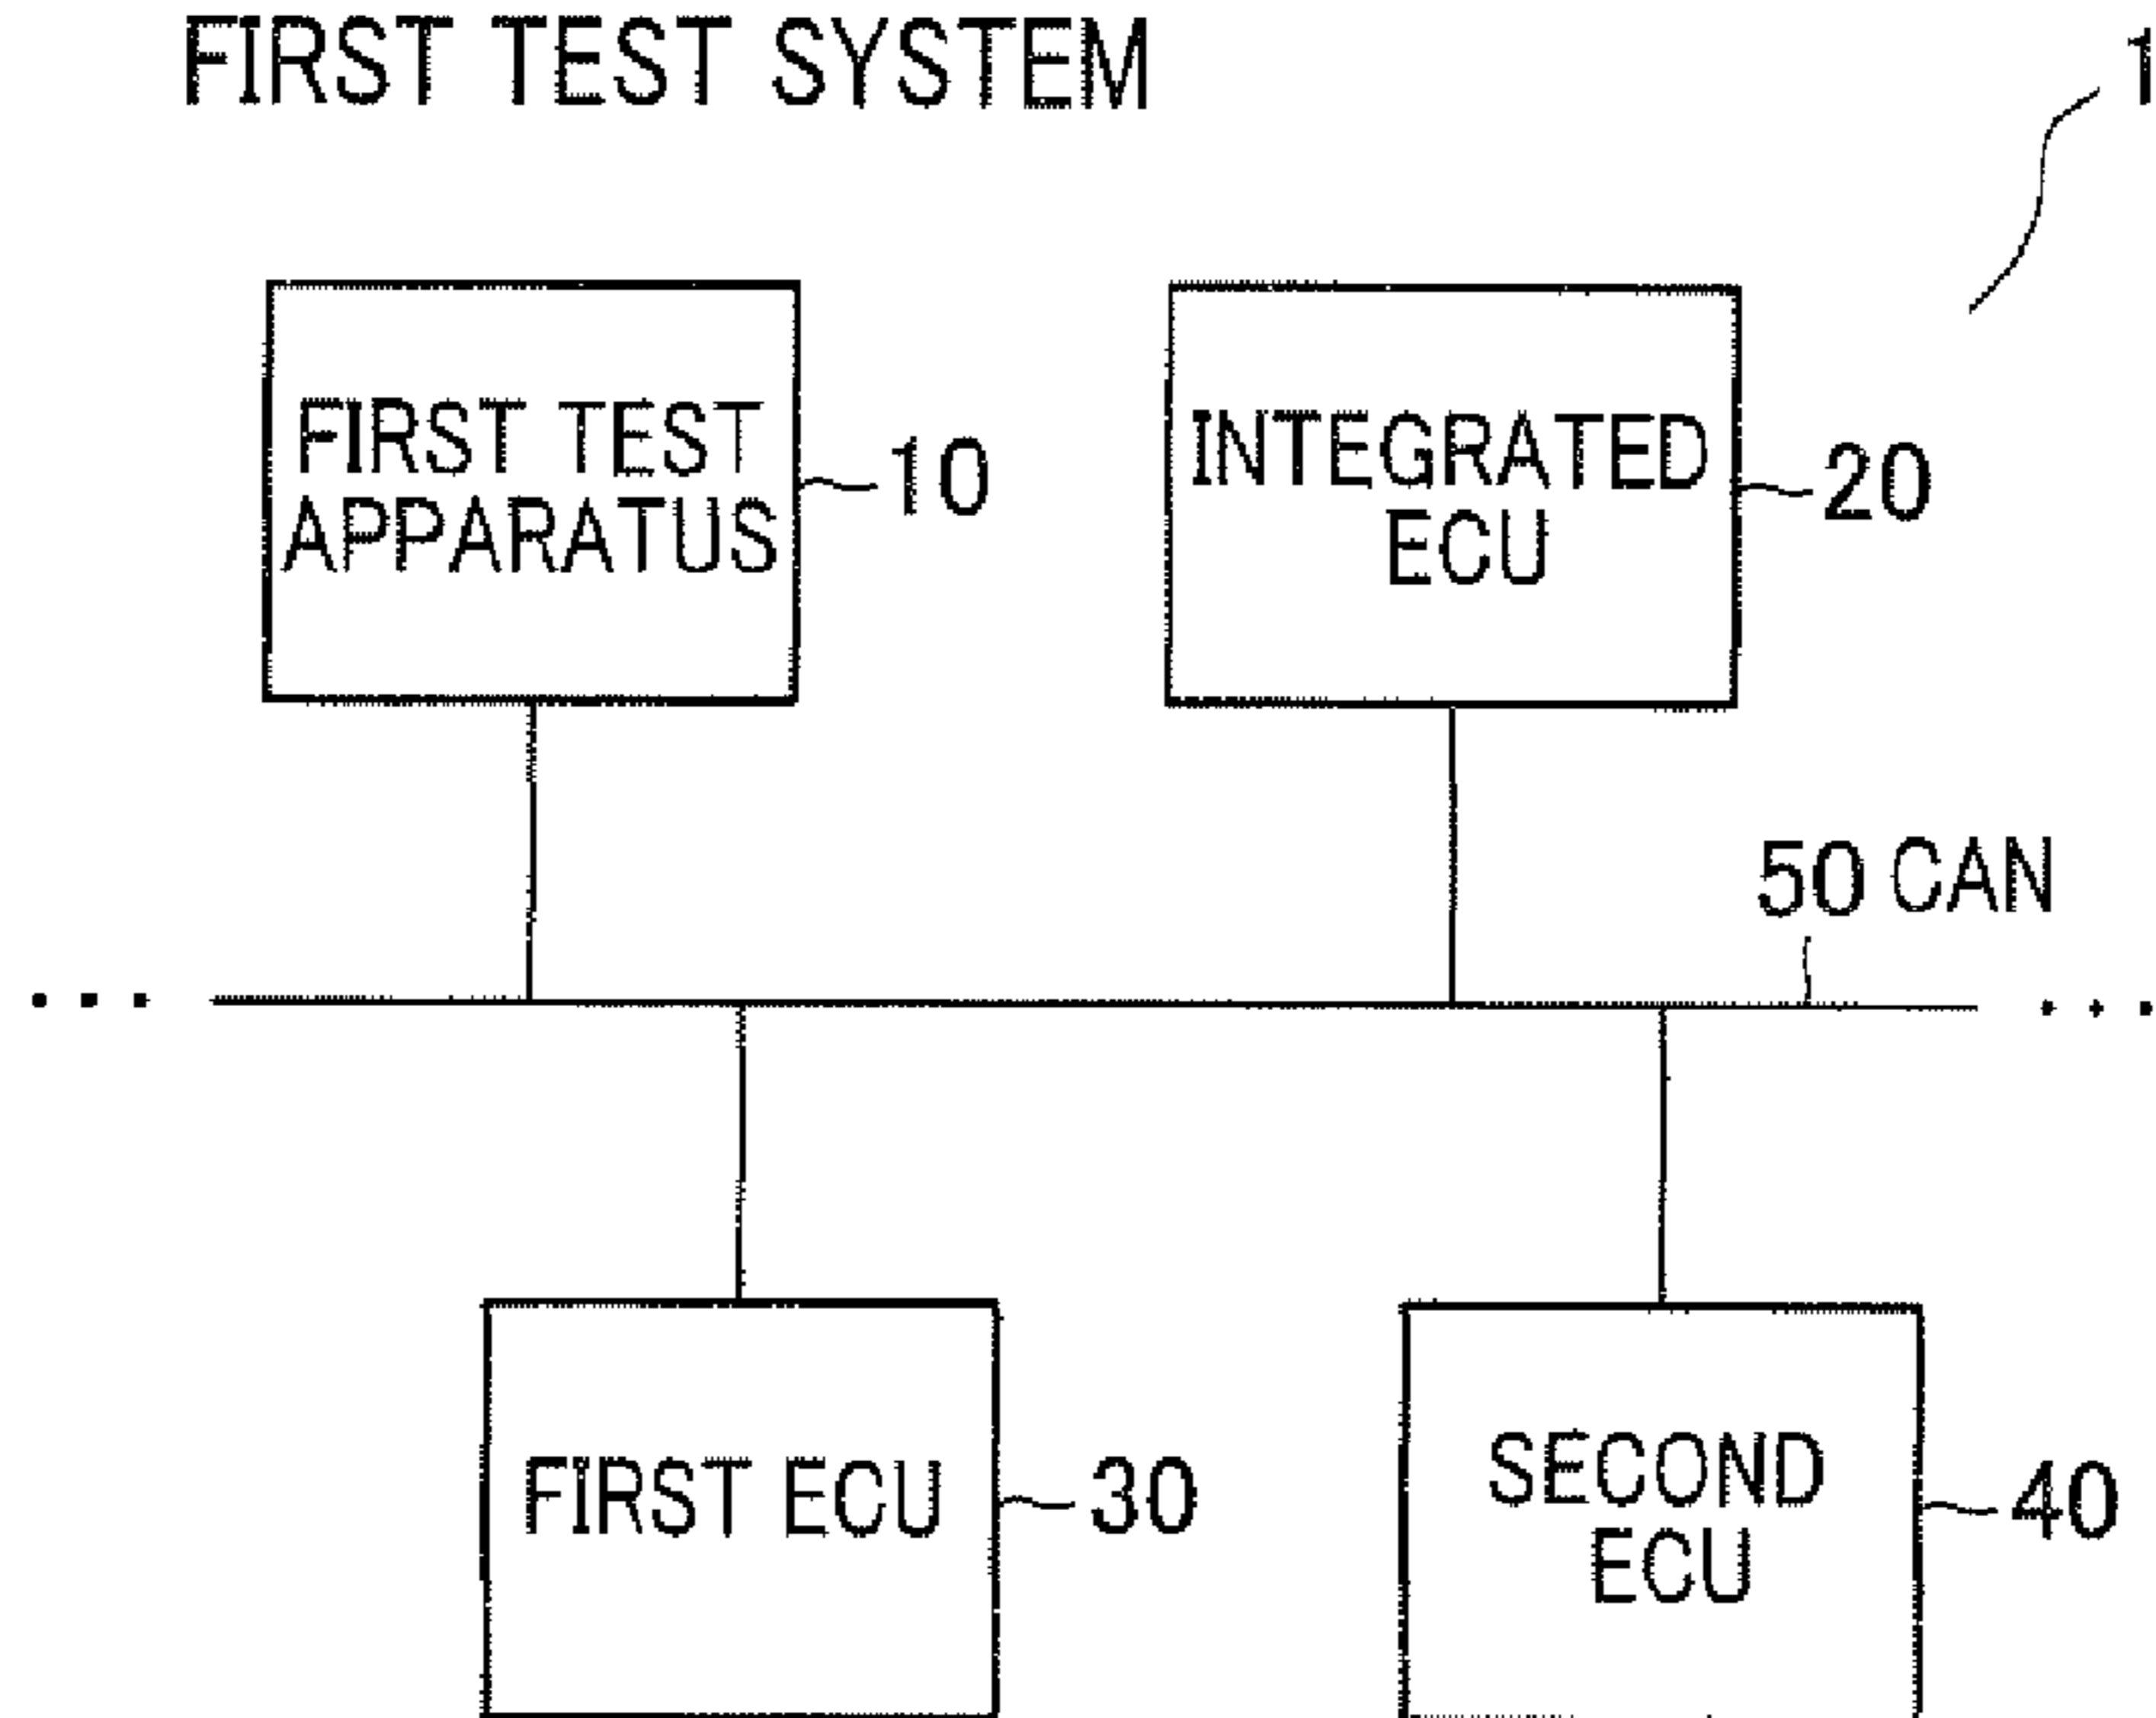 FIRST TEST SYSTEM
1
FIRST TEST
APPARATUS
10
INTEGRATED
ECU
20
50 CAN
FIRST ECU
30
SECOND
ECU
40